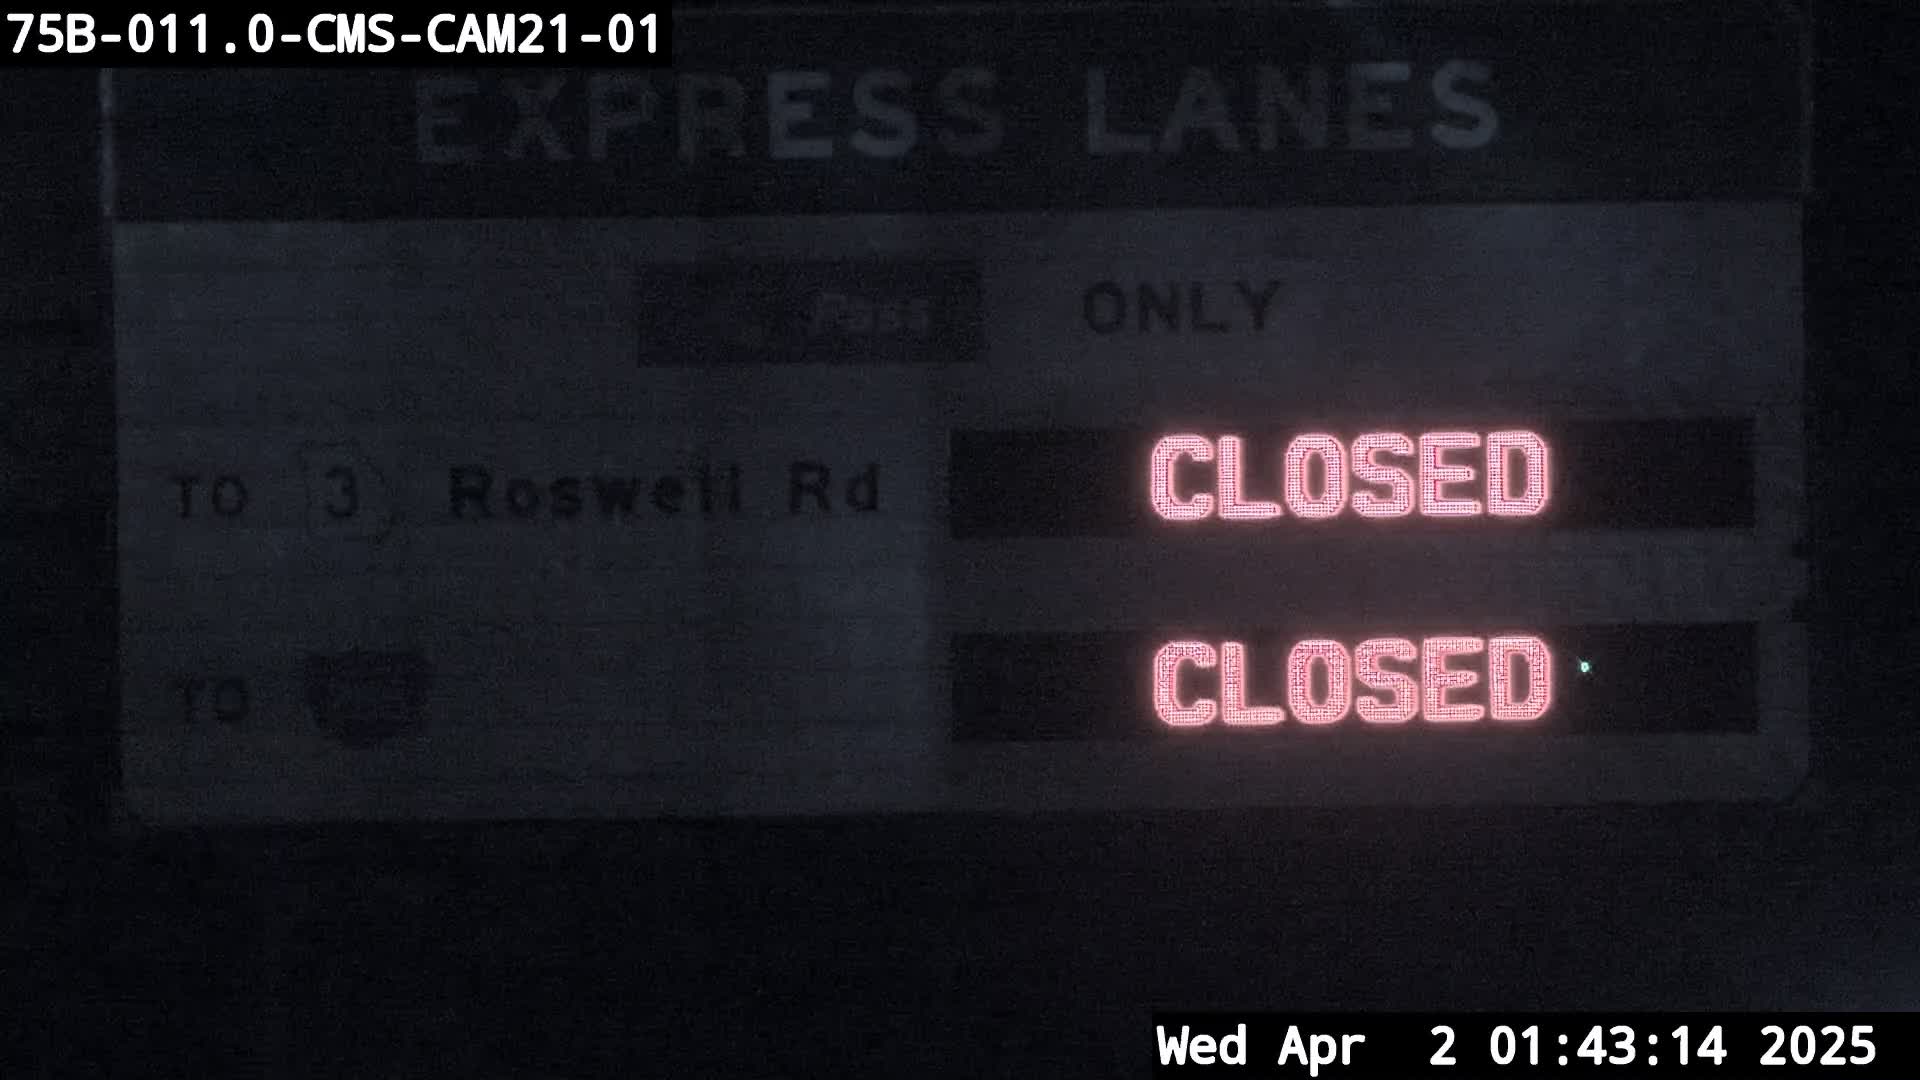 75B-011.0-CMS-CAM21-01
EXPRESS LANES
Pass ONLY
TO 3 Roswell Rd CLOSED
TO CLOSED
Wed Apr 2 01:43:14 2025